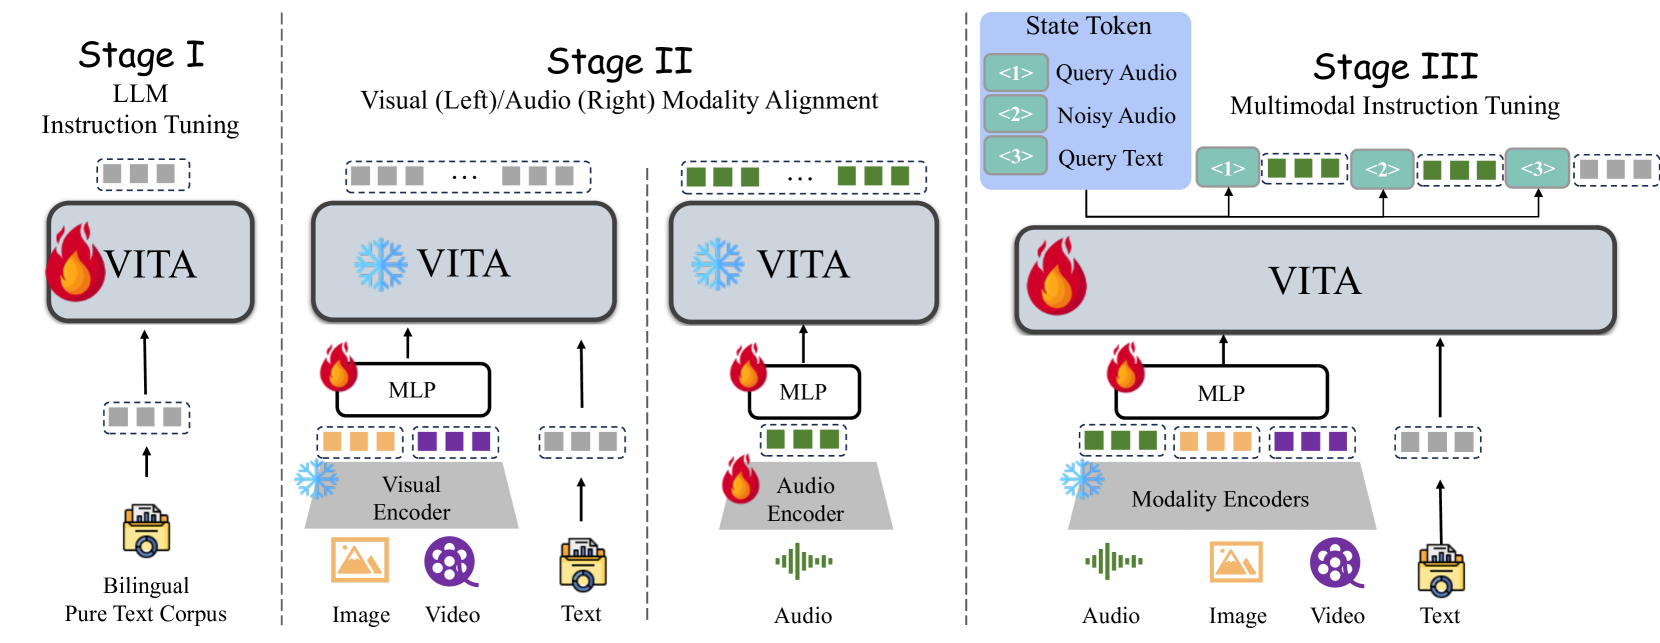 Stage I
LLM
Instruction Tuning
VITA
Bilingual
Pure Text Corpus
Stage II
Visual (Left)/Audio (Right) Modality Alignment
...
VITA
MLP
Visual
Encoder
Image
Video
Text
...
VITA
MLP
Audio
Encoder
Audio
State Token
<1> Query Audio
<2> Noisy Audio
<3> Query Text
Stage III
Multimodal Instruction Tuning
<1> <2> <3>
VITA
MLP
Modality Encoders
Audio
Image
Video
Text